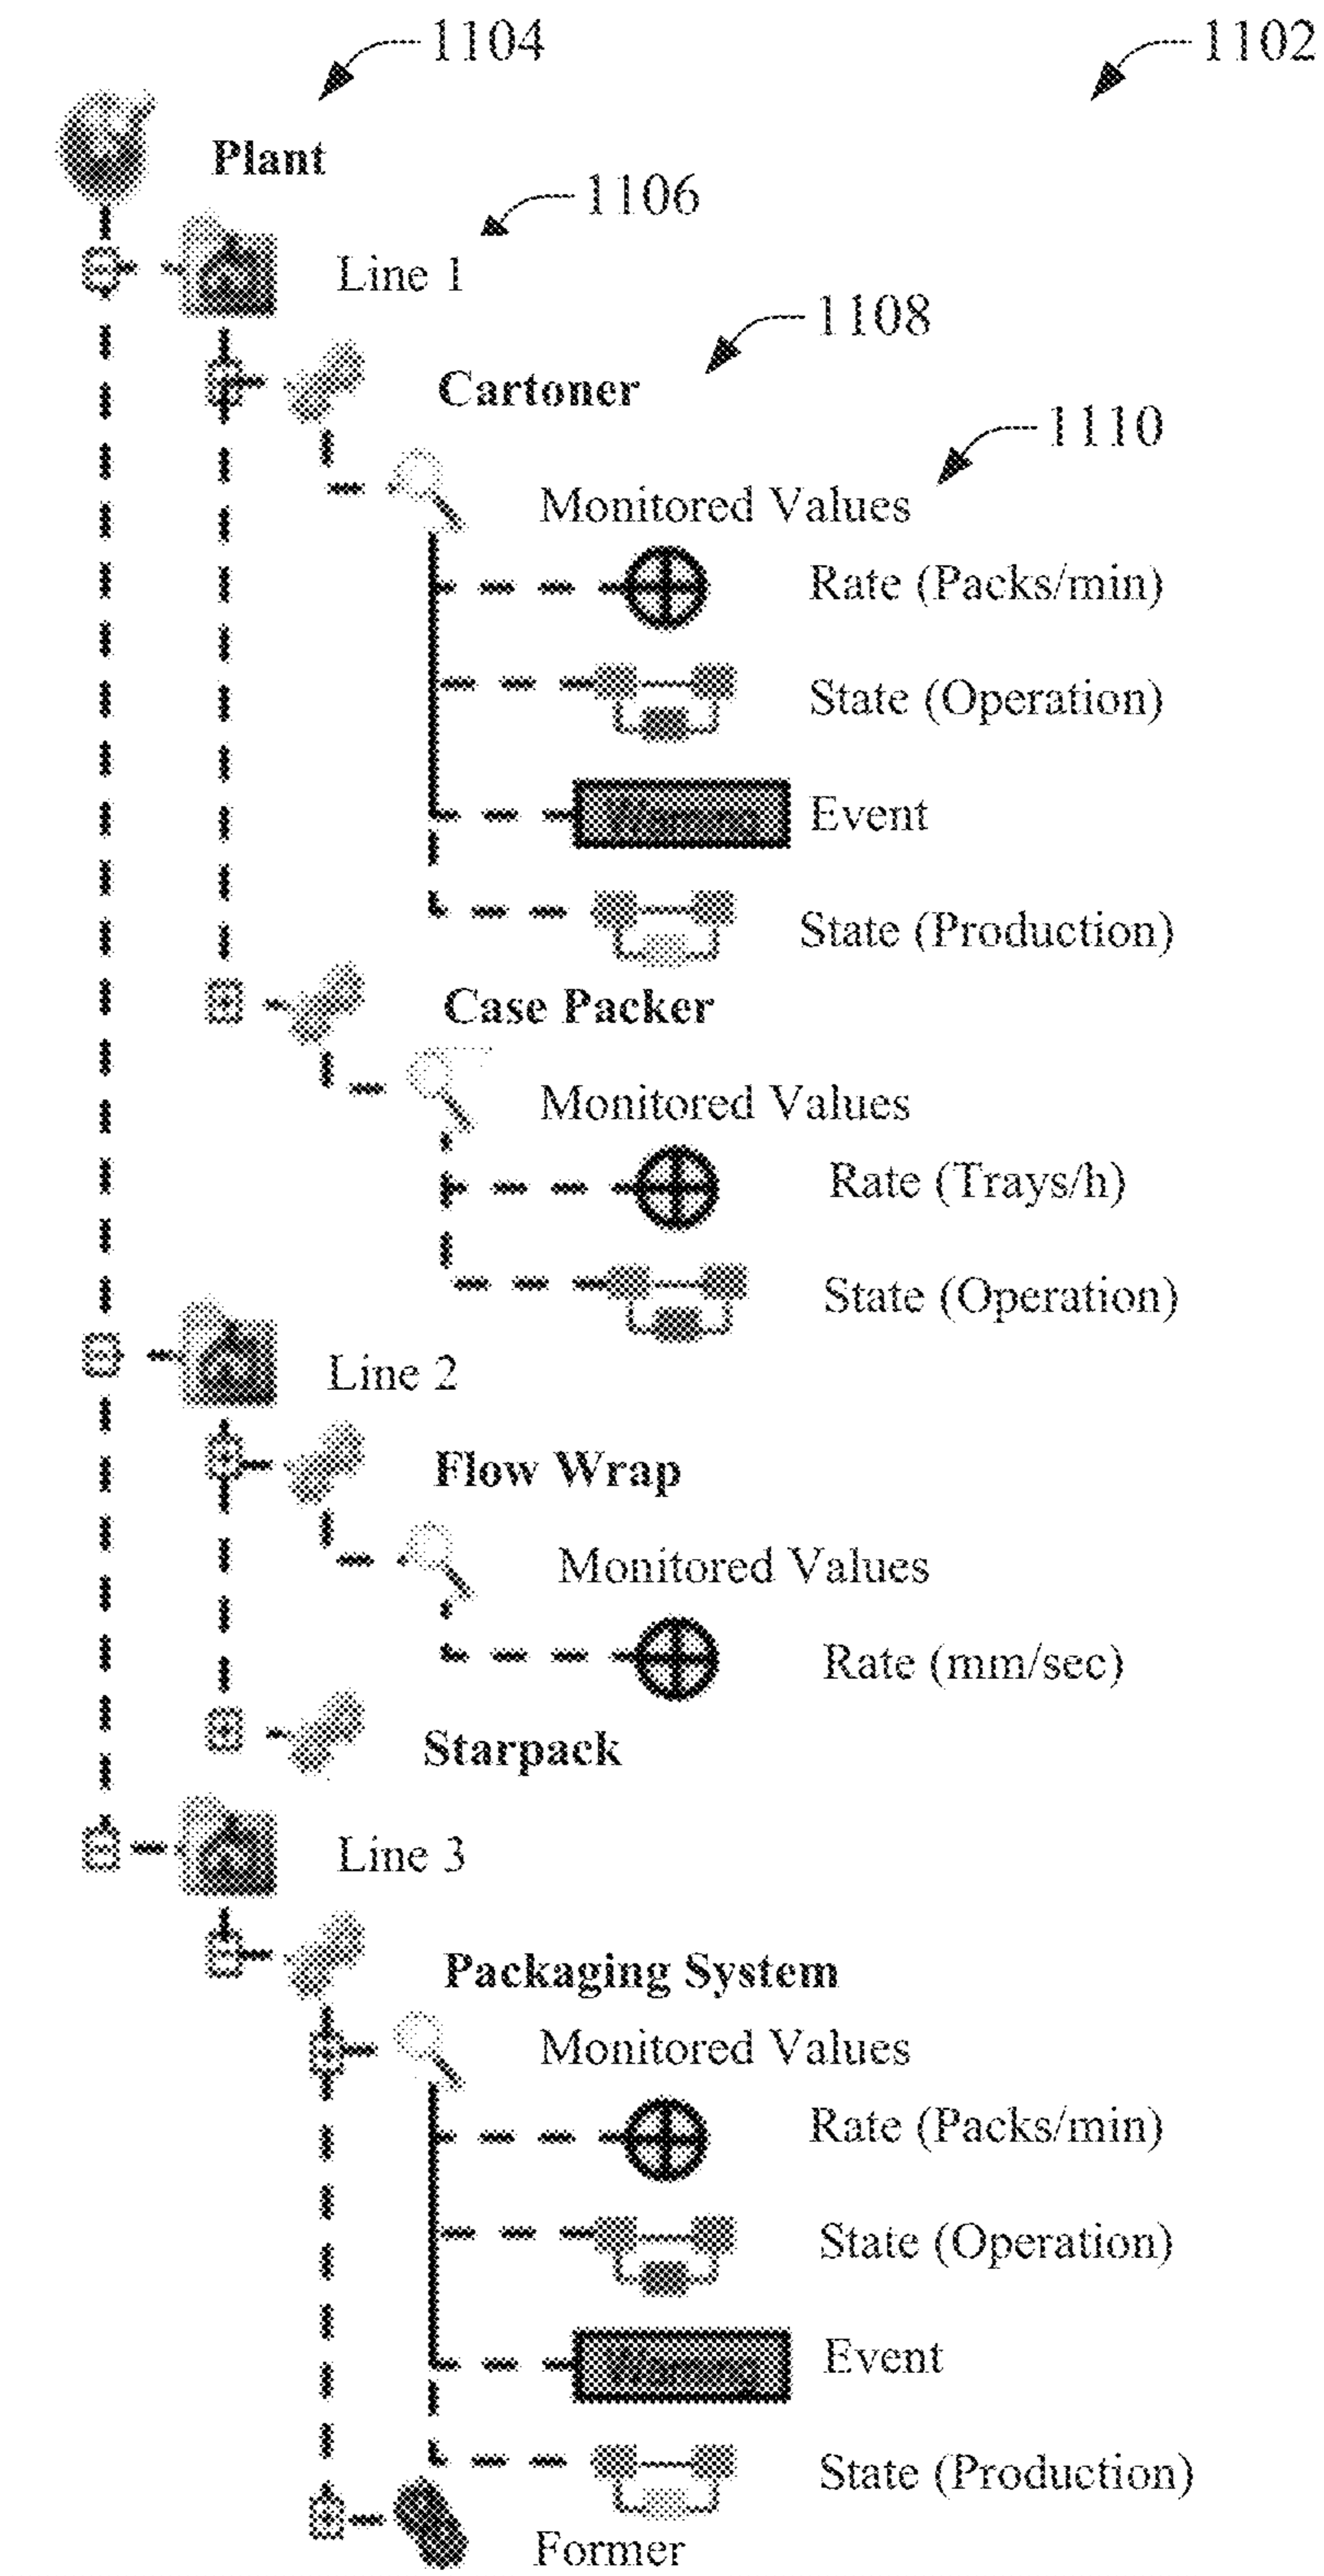 1104
1102
Plant
1106
Line 1
1108
Cartoner
1110
Monitored Values
Rate (Packs/min)
State (Operation)
Warning Event
State (Production)
Case Packer
Monitored Values
Rate (Trays/h)
State (Operation)
Line 2
Flow Wrap
Monitored Values
Rate (mm/sec)
Starpack
Line 3
Packaging System
Monitored Values
Rate (Packs/min)
State (Operation)
Warning Event
State (Production)
Former